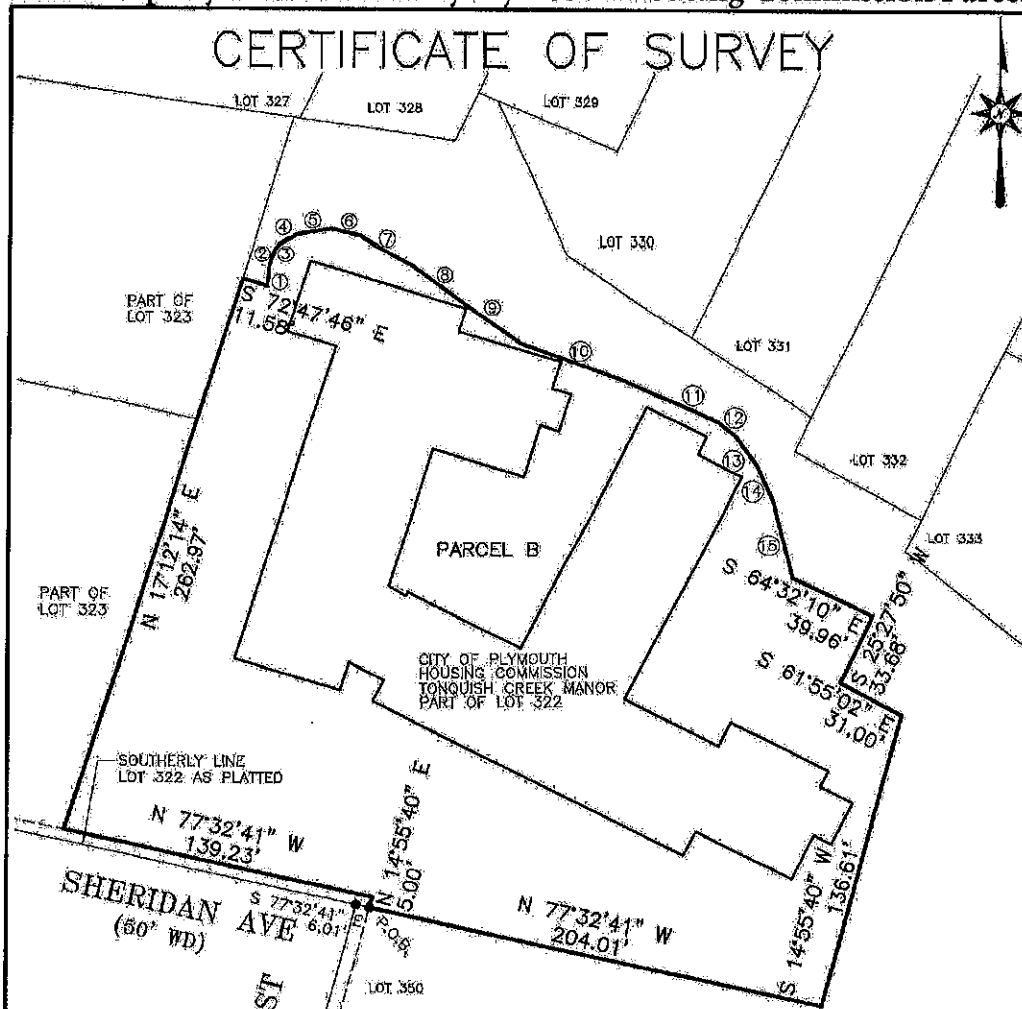 CERTIFICATE OF SURVEY
LOT 327
LOT 328
LOT 329
N
④ ⑤ ⑥
② ③ ⑦
LOT 330
①
⑧
PART OF
LOT 323
S 72°47'46" E
11.58'
⑨
LOT 331
⑩
⑪
⑫
⑬
LOT 332
⑭
PARCEL B
⑮
LOT 333
N 17°12'14" E
262.97'
PART OF
LOT 323
S 64°32'10" E
39.96'
S 25°27'50" W
33.68'
CITY OF PLYMOUTH
HOUSING COMMISSION
TONQUISH CREEK MANOR
PART OF LOT 322
S 61°55'02" E
31.00'
SOUTHERLY LINE
LOT 322 AS PLATTED
N 77°32'41" W
139.23'
N 14°55'40" E
5.00'
S 14°55'40" W
136.61'
SHERIDAN AVE
(50' WD)
S 77°32'41"
6.01'
E
P.O.B.
N 77°32'41" W
204.01'
LOT 350
ST